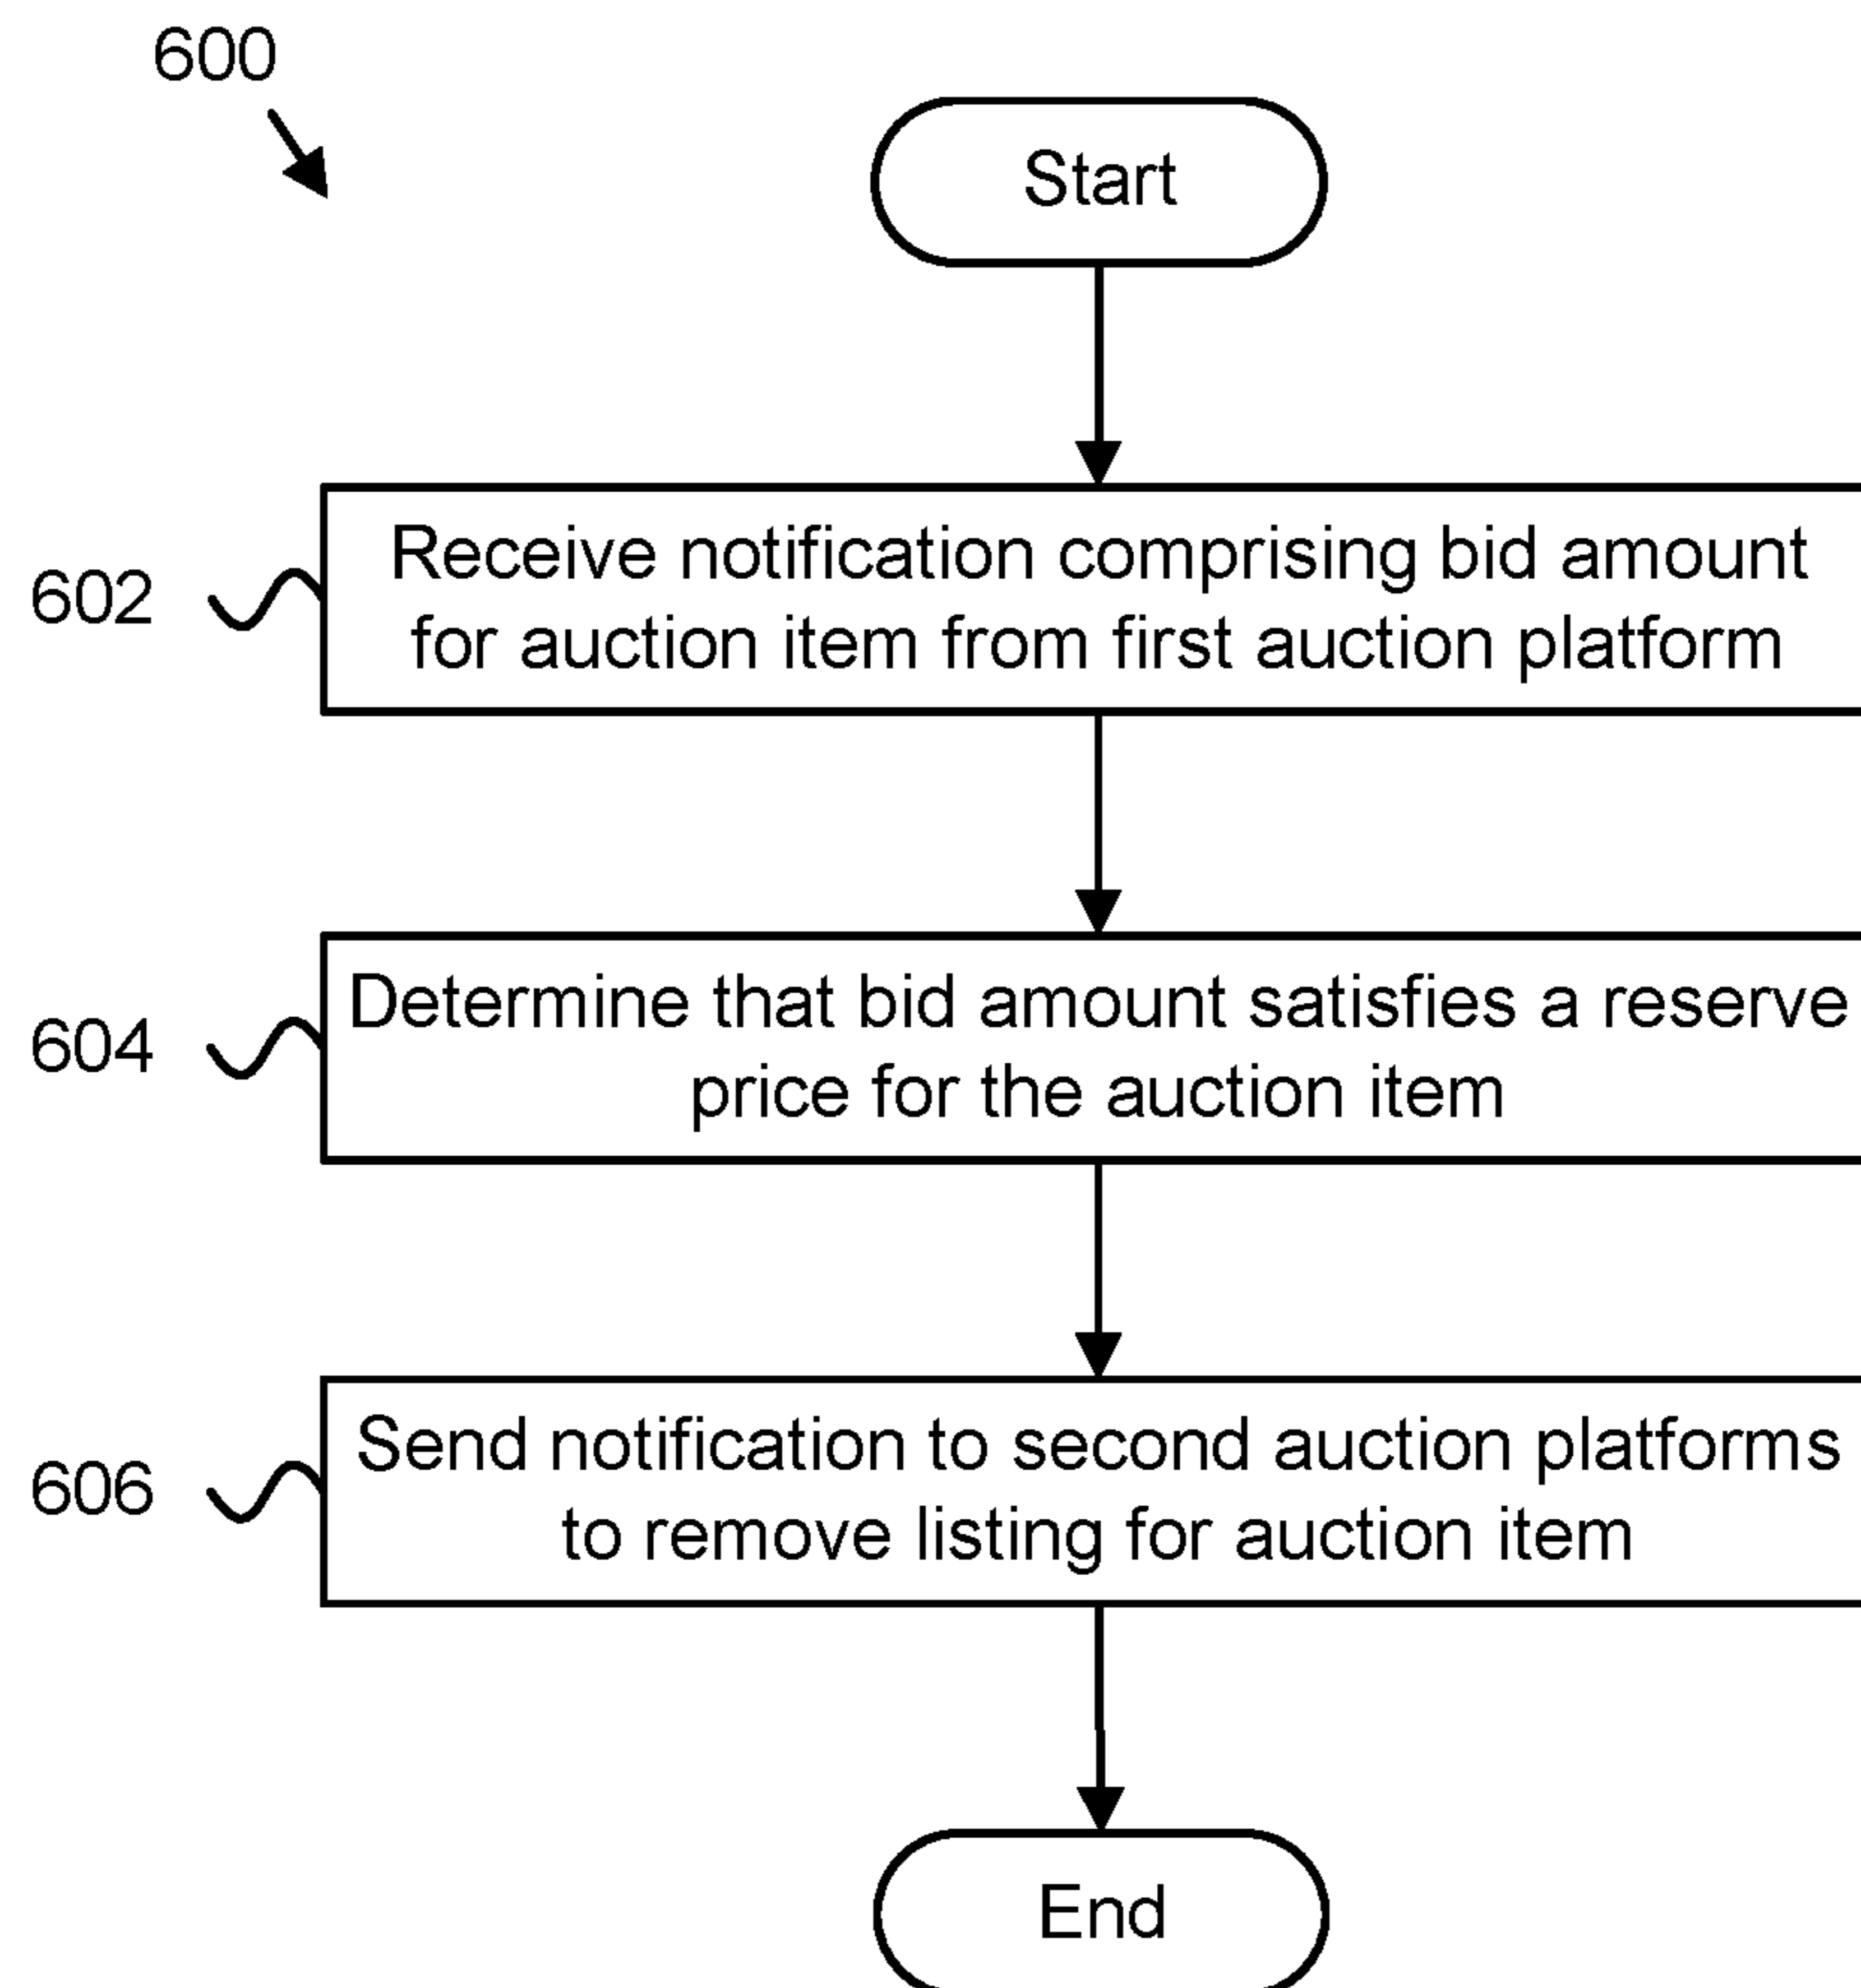 600
Start
602
Receive notification comprising bid amount
for auction item from first auction platform
604
Determine that bid amount satisfies a reserve
price for the auction item
606
Send notification to second auction platforms
to remove listing for auction item
End